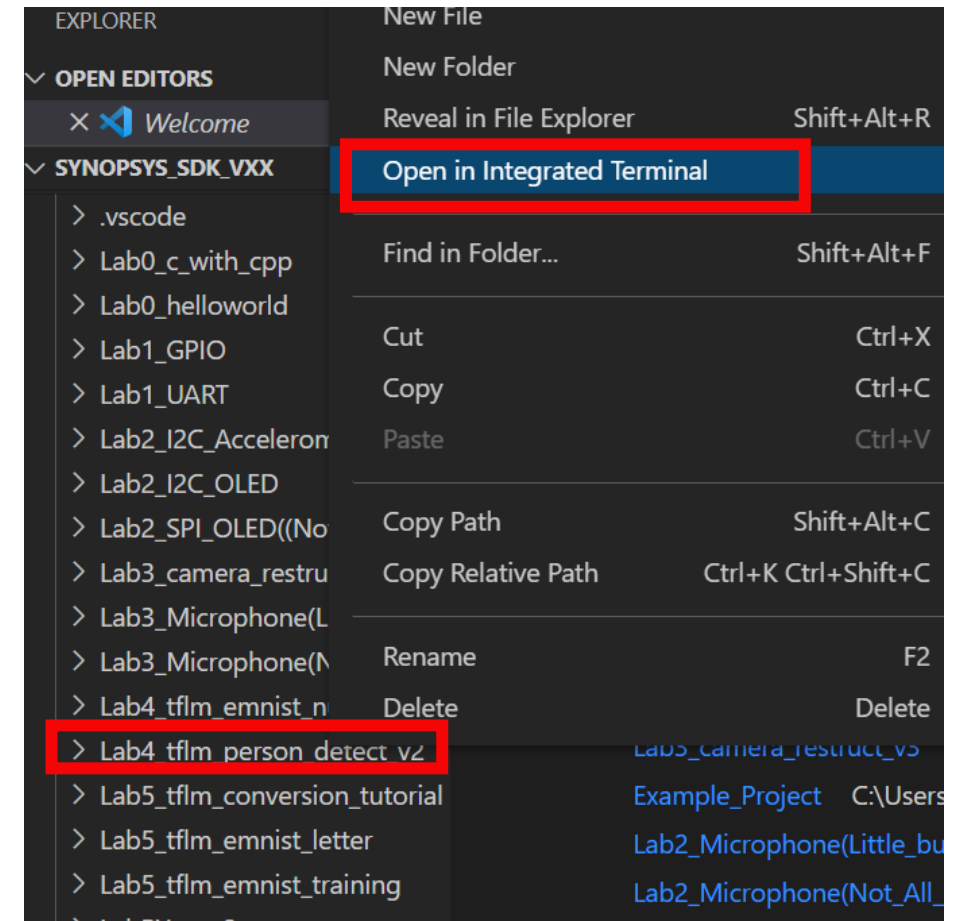 EXPLORER
OPEN EDITORS
Welcome
SYNOPSYS_SDK_VXX
.vscode
Lab0_c_with_cpp
Lab0_helloworld
Lab1_GPIO
Lab1_UART
Lab2_I2C_Accelerom
Lab2_I2C_OLED
Lab2_SPI_OLED((No
Lab3_camera_restru
Lab3_Microphone(L
Lab3_Microphone(N
Lab4_tflm_emnist_n
Lab4_tflm_person_detect_v2
Lab5_tflm_conversion_tutorial
Lab5_tflm_emnist_letter
Lab5_tflm_emnist_training
New File
New Folder
Reveal in File Explorer Shift+Alt+R
Open in Integrated Terminal
Find in Folder... Shift+Alt+F
Cut Ctrl+X
Copy Ctrl+C
Paste Ctrl+V
Copy Path Shift+Alt+C
Copy Relative Path Ctrl+K Ctrl+Shift+C
Rename F2
Delete Delete
Lab3_camera_restruct_v3
Example_Project C:\Users
Lab2_Microphone(Little_bu
Lab2_Microphone(Not_All_